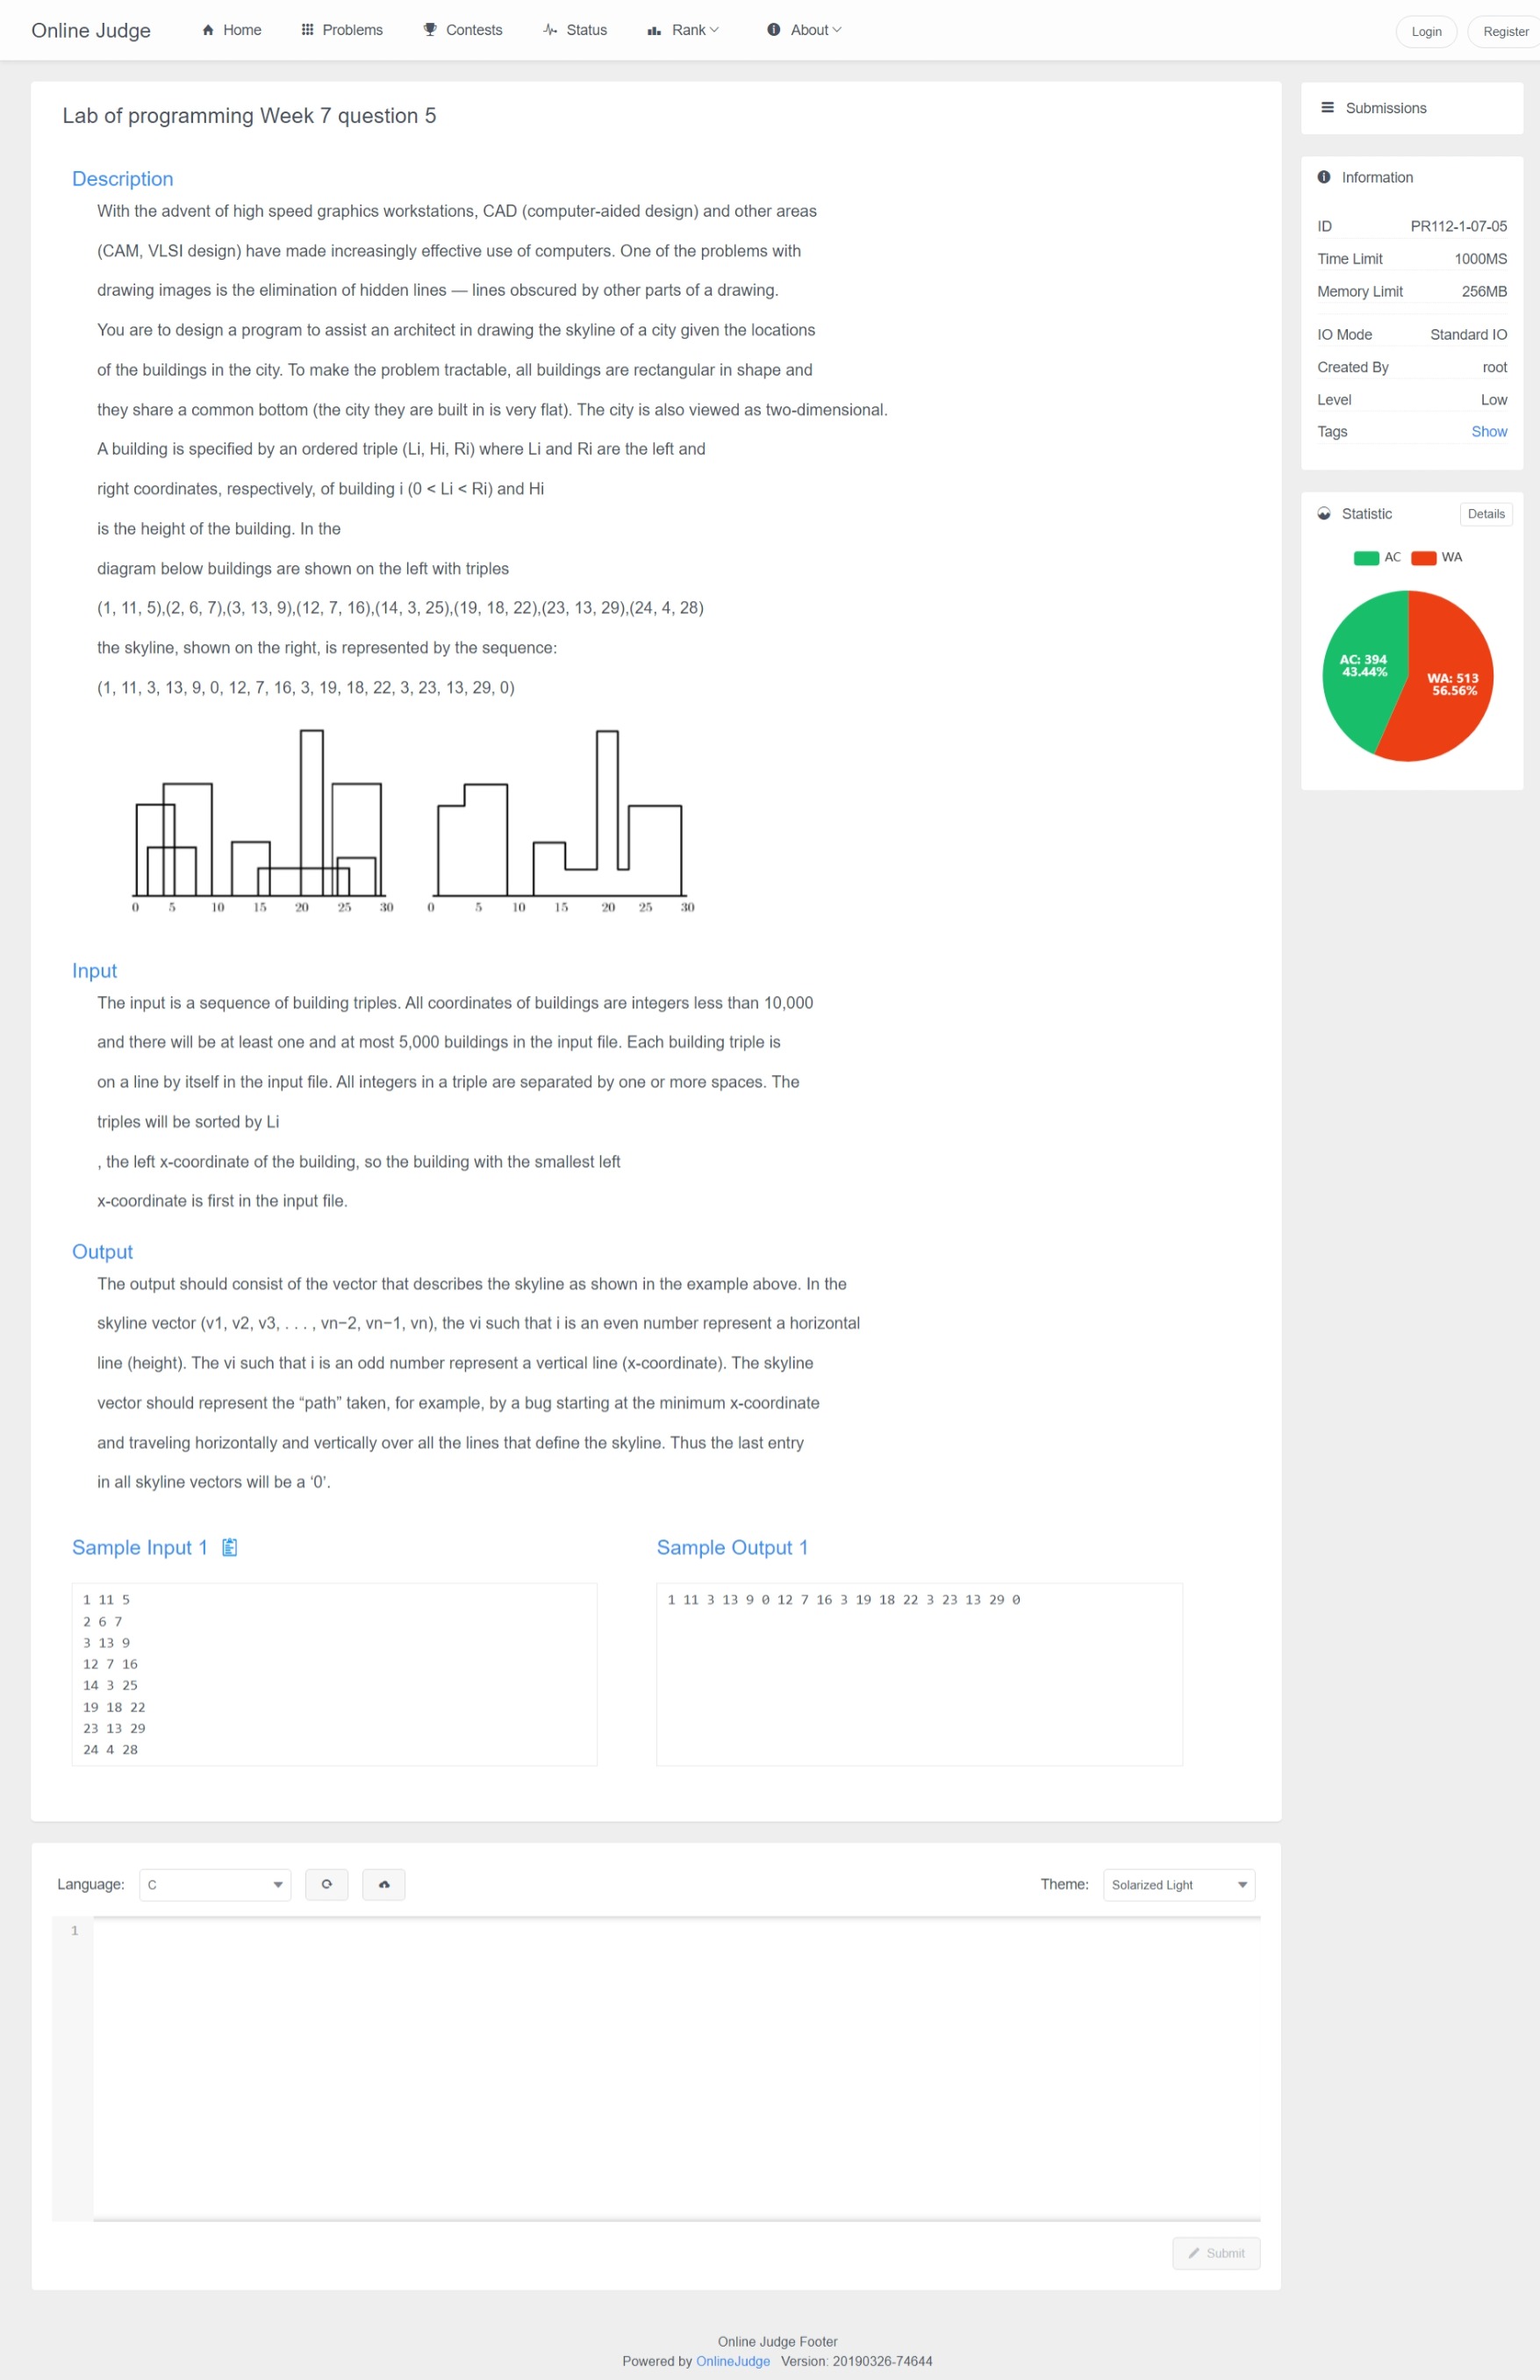 Online Judge
Home
Problems
Contests
Status
Rank
About
Login
Register
Lab of programming Week 7 question 5
Description
With the advent of high speed graphics workstations, CAD (computer-aided design) and other areas
(CAM, VLSI design) have made increasingly effective use of computers. One of the problems with
drawing images is the elimination of hidden lines — lines obscured by other parts of a drawing.
You are to design a program to assist an architect in drawing the skyline of a city given the locations
of the buildings in the city. To make the problem tractable, all buildings are rectangular in shape and
they share a common bottom (the city they are built in is very flat). The city is also viewed as two-dimensional.
A building is specified by an ordered triple (Li, Hi, Ri) where Li and Ri are the left and
right coordinates, respectively, of building i (0 < Li < Ri) and Hi
is the height of the building. In the
diagram below buildings are shown on the left with triples
(1, 11, 5),(2, 6, 7),(3, 13, 9),(12, 7, 16),(14, 3, 25),(19, 18, 22),(23, 13, 29),(24, 4, 28)
the skyline, shown on the right, is represented by the sequence:
(1, 11, 3, 13, 9, 0, 12, 7, 16, 3, 19, 18, 22, 3, 23, 13, 29, 0)
0 5 10 15 20 25 30
0 5 10 15 20 25 30
Input
The input is a sequence of building triples. All coordinates of buildings are integers less than 10,000
and there will be at least one and at most 5,000 buildings in the input file. Each building triple is
on a line by itself in the input file. All integers in a triple are separated by one or more spaces. The
triples will be sorted by Li
, the left x-coordinate of the building, so the building with the smallest left
x-coordinate is first in the input file.
Output
The output should consist of the vector that describes the skyline as shown in the example above. In the
skyline vector (v1, v2, v3, . . . , vn−2, vn−1, vn), the vi such that i is an even number represent a horizontal
line (height). The vi such that i is an odd number represent a vertical line (x-coordinate). The skyline
vector should represent the “path” taken, for example, by a bug starting at the minimum x-coordinate
and traveling horizontally and vertically over all the lines that define the skyline. Thus the last entry
in all skyline vectors will be a ‘0’.
Sample Input 1
1 11 5
2 6 7
3 13 9
12 7 16
14 3 25
19 18 22
23 13 29
24 4 28
Sample Output 1
1 11 3 13 9 0 12 7 16 3 19 18 22 3 23 13 29 0
Language: C
Theme: Solarized Light
1
Submit
Submissions
Information
ID PR112-1-07-05
Time Limit 1000MS
Memory Limit 256MB
IO Mode Standard IO
Created By root
Level Low
Tags Show
Statistic
Details
AC WA
AC: 394
43.44%
WA: 513
56.56%
Online Judge Footer
Powered by OnlineJudge Version: 20190326-74644